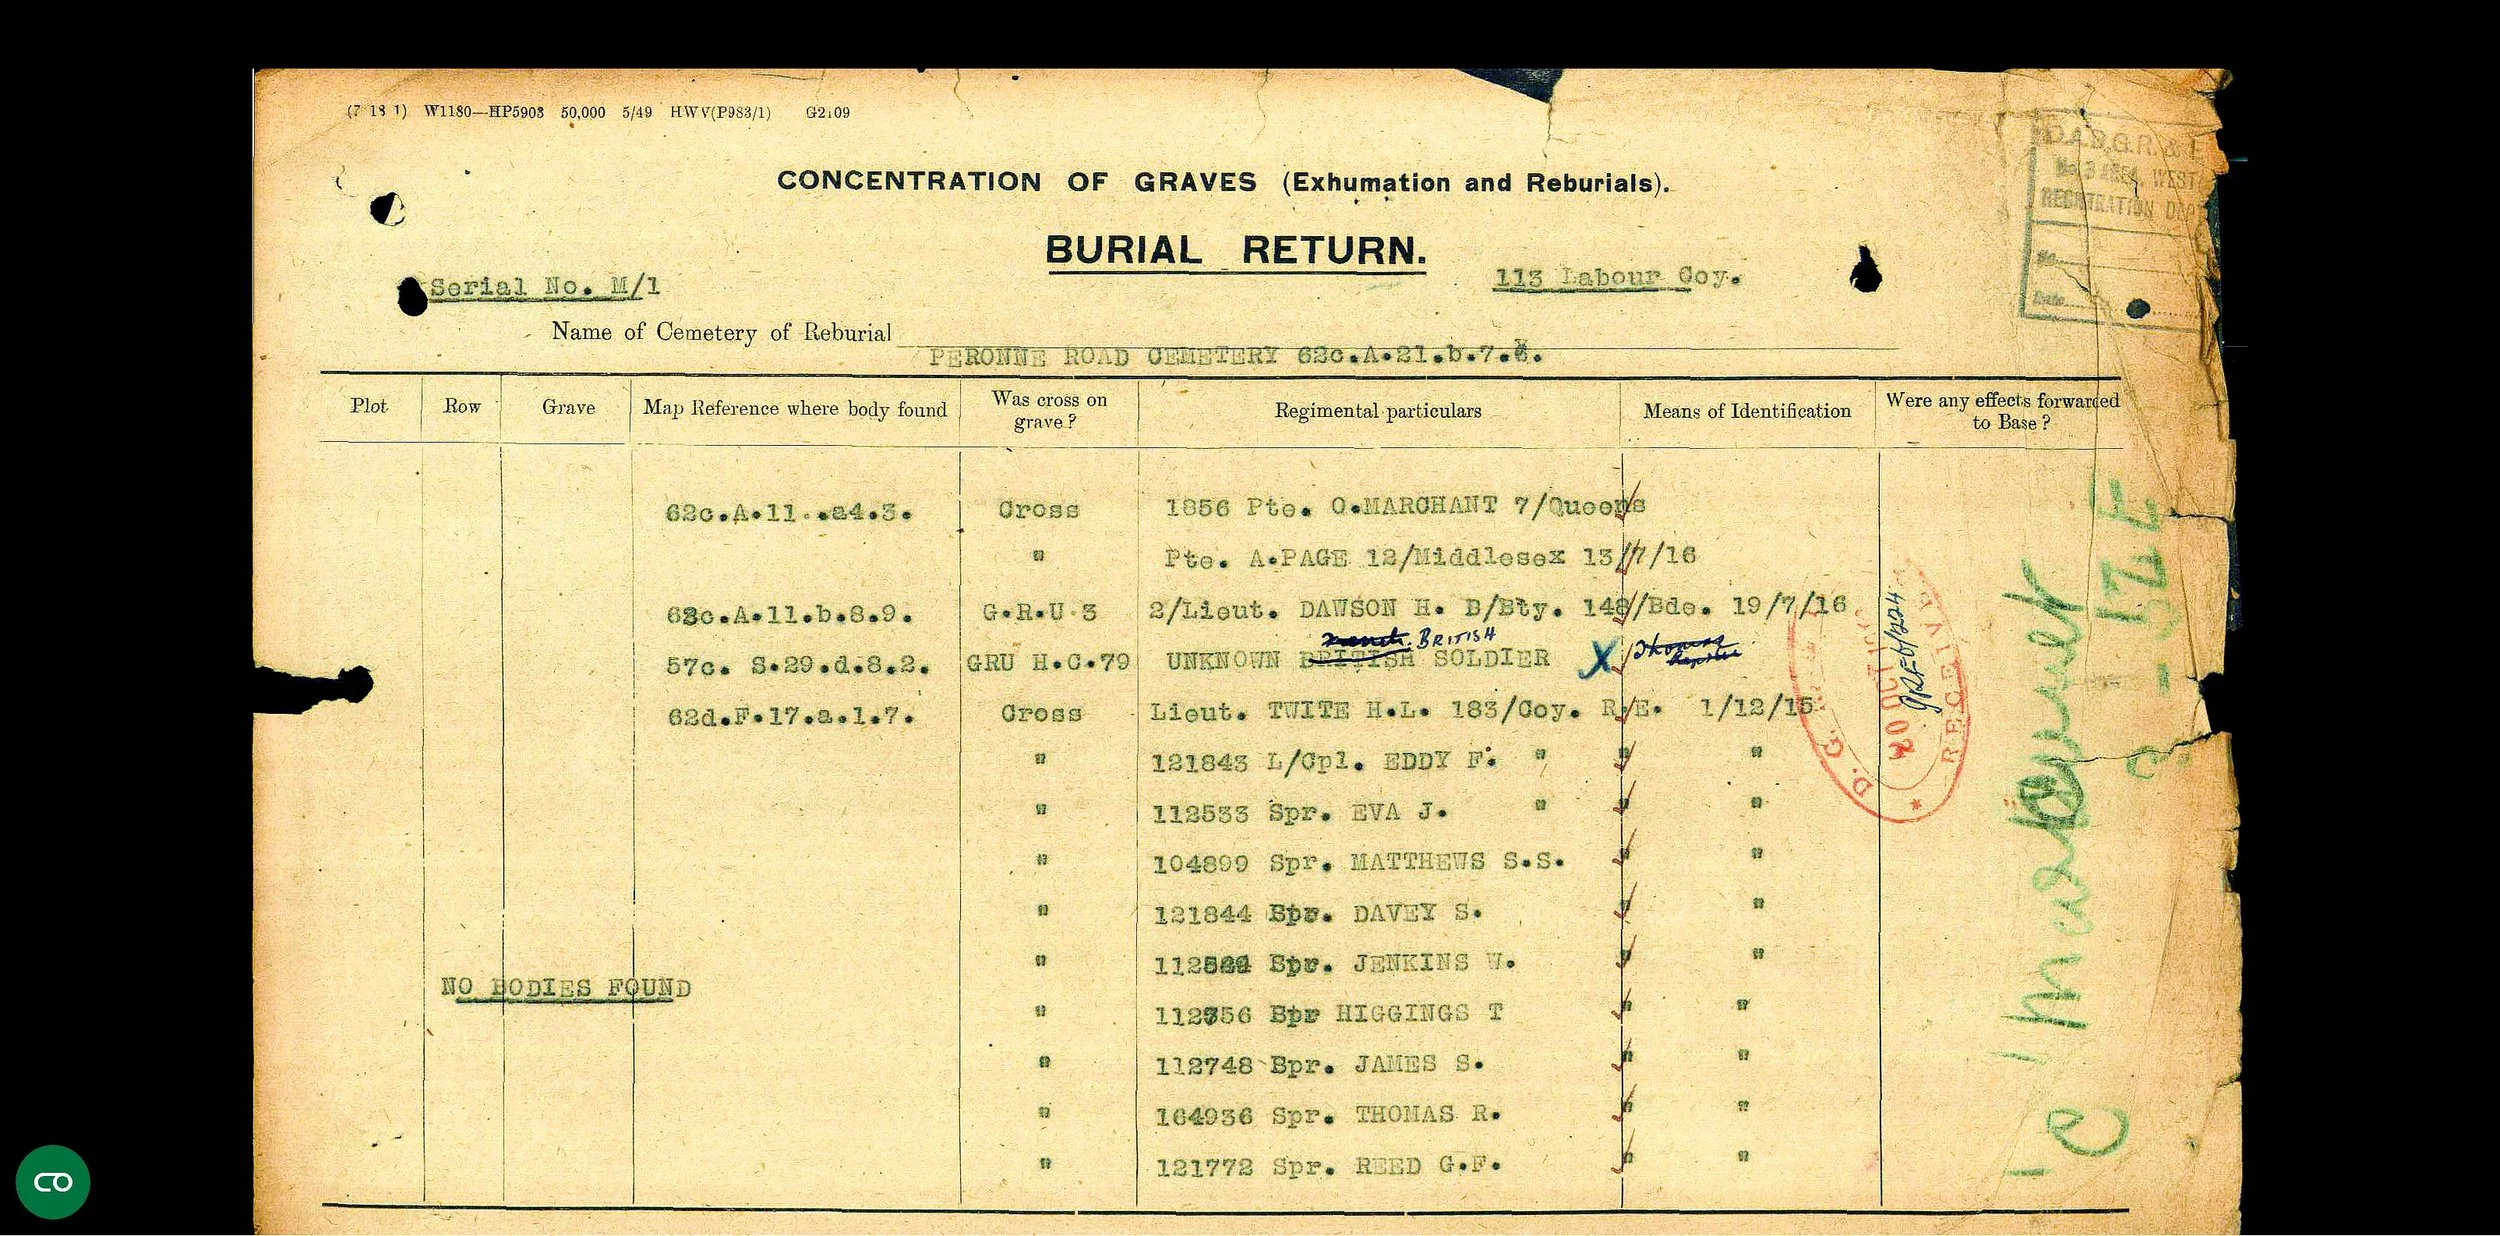 (7 18 1) W1180—HP5903 50,000 5/49 HWV(P983/1) G2109
CONCENTRATION OF GRAVES (Exhumation and Reburials).
BURIAL RETURN.
Serial No. M/1
113 Labour Coy.
D.A.D.G.R. & E
REGISTRATION DEP
No.
Date
Name of Cemetery of Reburial
PERONNE ROAD CEMETERY 62c.A.21.b.7.
Plot Row Grave Map Reference where body found Was cross on grave? Regimental particulars Means of Identification Were any effects forwarded to Base?
62c.A.11..a4.3. Cross 1856 Pte. O.MARCHANT 7/Queens
" Pte. A.PAGE 12/Middlesex 13/7/16
62c.A.11.b.8.9. G.R.U 3 2/Lieut. DAWSON H. B/Bty. 148/Bde. 19/7/16
BRITISH
57c. S.29.d.8.2. GRU H.C.79 UNKNOWN BRITISH SOLDIER X
62d.F.17.a.1.7. Cross Lieut. TWITE H.L. 183/Coy. R.E. 1/12/15
" 121843 L/Cpl. EDDY F. " " "
" 112533 Spr. EVA J. " " "
" 104899 Spr. MATTHEWS S.S. " "
" 121844 Spr. DAVEY S. " "
" Spr. JENKINS W. " "
NO BODIES FOUND
" 112356 Spr HIGGINGS T " "
" 112748 Spr. JAMES S. " "
" 164936 Spr. THOMAS R. " "
" 121772 Spr. REED G.F. " "
20 OCT
RECEIVED
CO